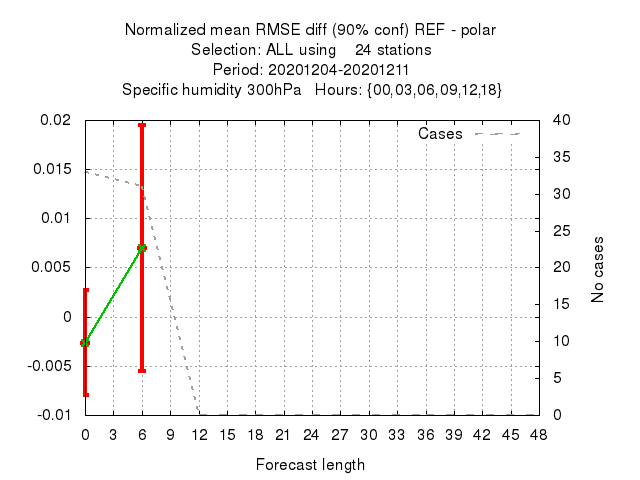 Normalized mean RMSE diff (90% conf) REF - polar
Selection: ALL using    24 stations
Period: 20201204-20201211
Specific humidity 300hPa   Hours: {00,03,06,09,12,18}
0.02
0.015
0.01
0.005
0
-0.005
-0.01
Cases
40
35
30
25
20
15
10
5
0
No cases
0 3 6 9 12 15 18 21 24 27 30 33 36 39 42 45 48
Forecast length